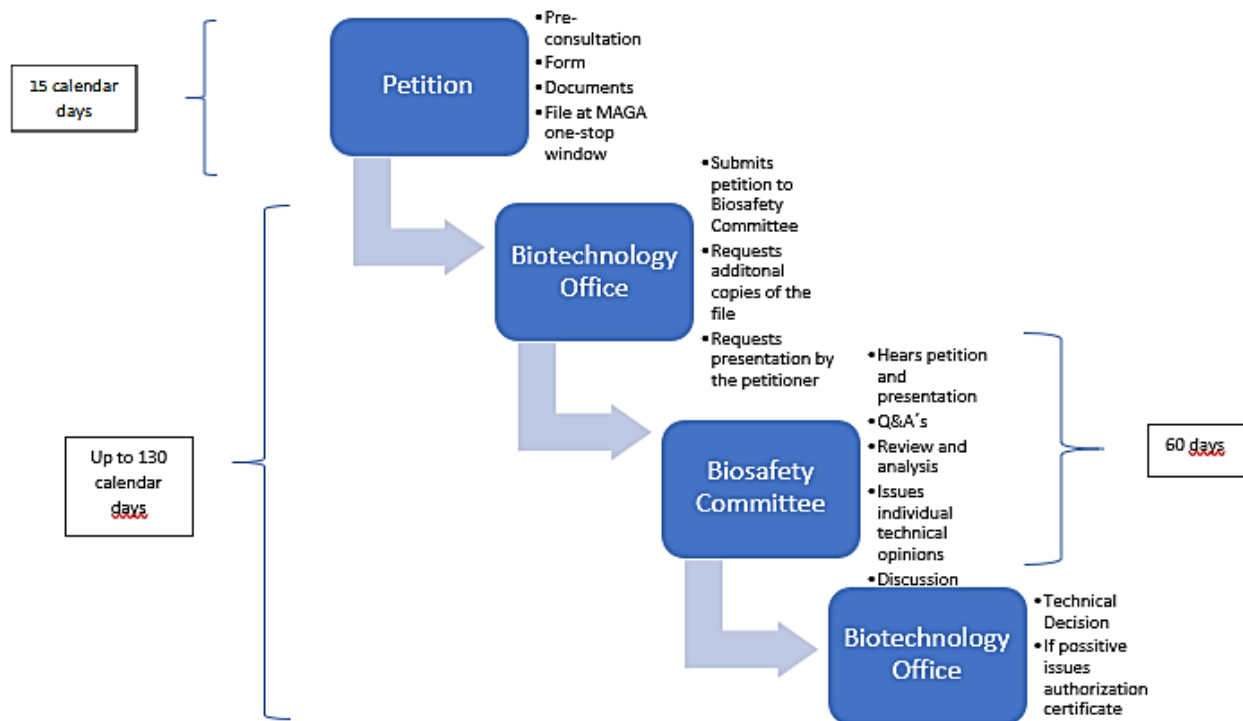 15 calendar
days
Petition
•Pre-
consultation
•Form
•Documents
•File at MAGA
one-stop
window
Up to 130
calendar
days
Biotechnology
Office
•Submits
petition to
Biosafety
Committee
•Requests
additonal
copies of the
file
•Requests
presentation by
the petitioner
Biosafety
Committee
•Hears petition
and
presentation
•Q&A´s
•Review and
analysis
•Issues
individual
technical
opinions
•Discussion
60 days
Biotechnology
Office
•Technical
Decision
•If possitive
issues
authorization
certificate